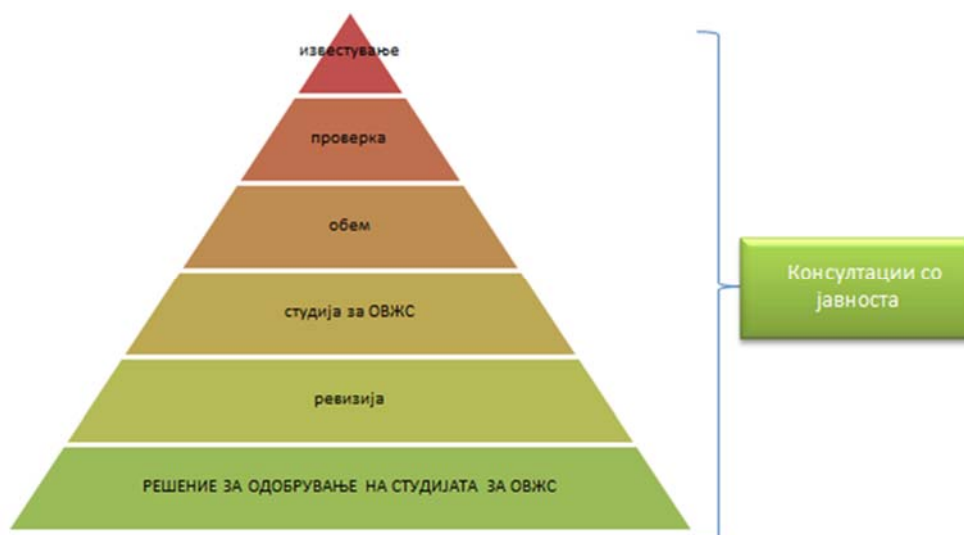 известување
проверка
обем
студија за ОВЖС
ревизија
РЕШЕНИЕ ЗА ОДОБРУВАЊЕ НА СТУДИЈАТА ЗА ОВЖС
Консултации со
јавноста